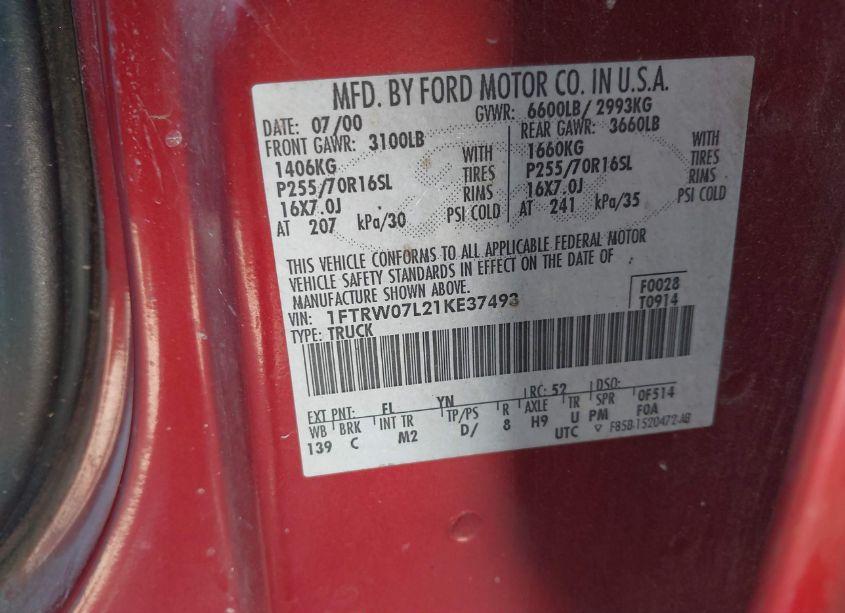 MFD. BY FORD MOTOR CO. IN U.S.A.
DATE: 07/00 GVWR: 6600LB/ 2993KG
FRONT GAWR: 3100LB REAR GAWR: 3660LB
1406KG WITH 1660KG WITH
P255/70R16SL TIRES P255/70R16SL TIRES
16X7.0J RIMS 16X7.0J RIMS
AT 207 kPa/30 PSI COLD AT 241 kPa/35 PSI COLD
THIS VEHICLE CONFORMS TO ALL APPLICABLE FEDERAL MOTOR
VEHICLE SAFETY STANDARDS IN EFFECT ON THE DATE OF
MANUFACTURE SHOWN ABOVE.
VIN: 1FTRW07L21KE37493 F0028
TYPE: TRUCK T0914
EXT PNT: FL YN RC: 52 DSO:
WB BRK INT TR TP/PS R AXLE TR SPR 0F514
139 C M2 D/ 8 H9 U PM F0A
UTC ▽ F85B-1520472-AB